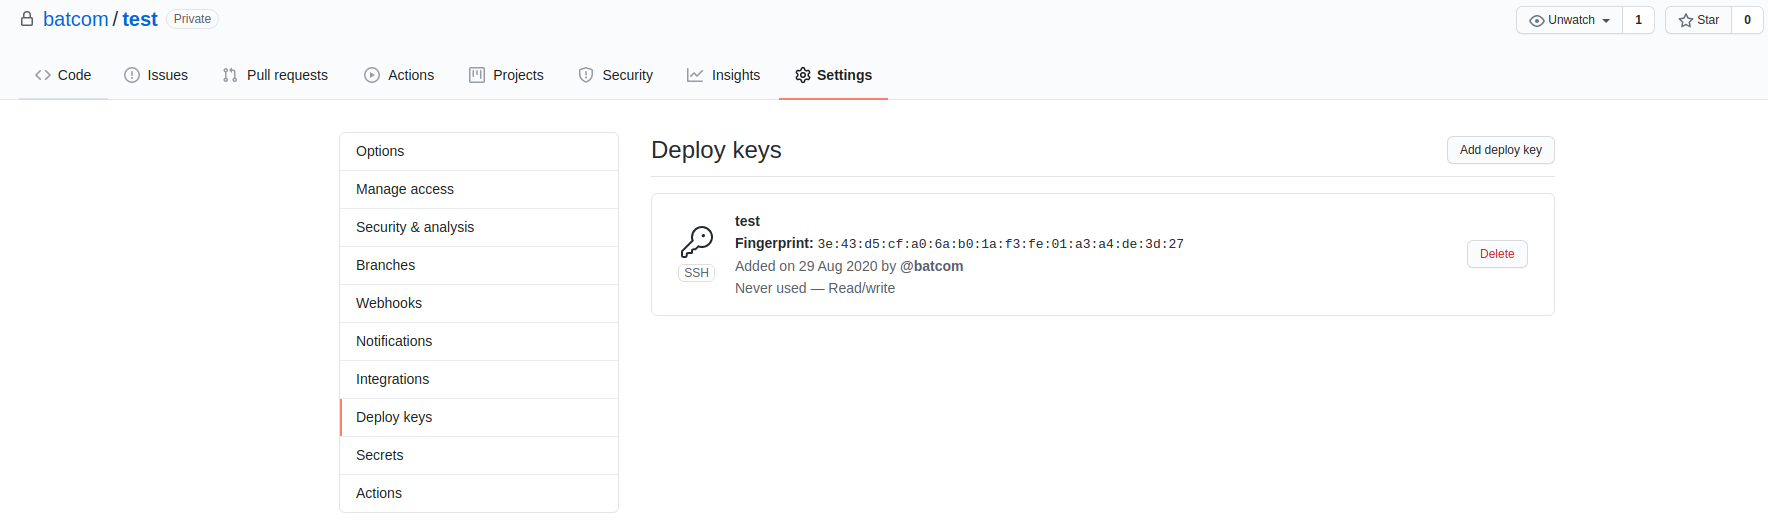 batcom / test Private
Unwatch 1
Star 0
Code
Issues
Pull requests
Actions
Projects
Security
Insights
Settings
Options
Manage access
Security & analysis
Branches
Webhooks
Notifications
Integrations
Deploy keys
Secrets
Actions
Deploy keys
Add deploy key
SSH
test
Fingerprint: 3e:43:d5:cf:a0:6a:b0:1a:f3:fe:01:a3:a4:de:3d:27
Added on 29 Aug 2020 by @batcom
Never used — Read/write
Delete